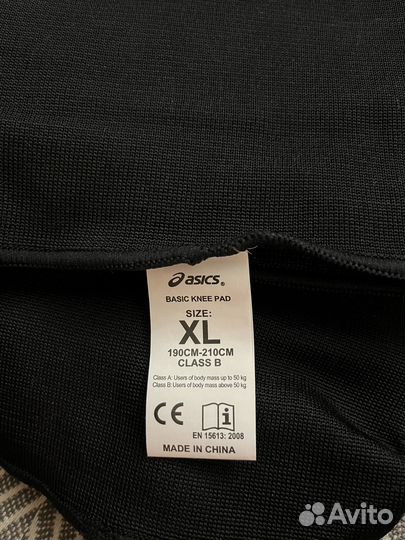 asics®
BASIC KNEE PAD
SIZE:
XL
190CM-210CM
CLASS B
Class A: Users of body mass up to 50 kg
Class B: Users of body mass above 50 kg
CE
EN 15613: 2008
MADE IN CHINA
Avito